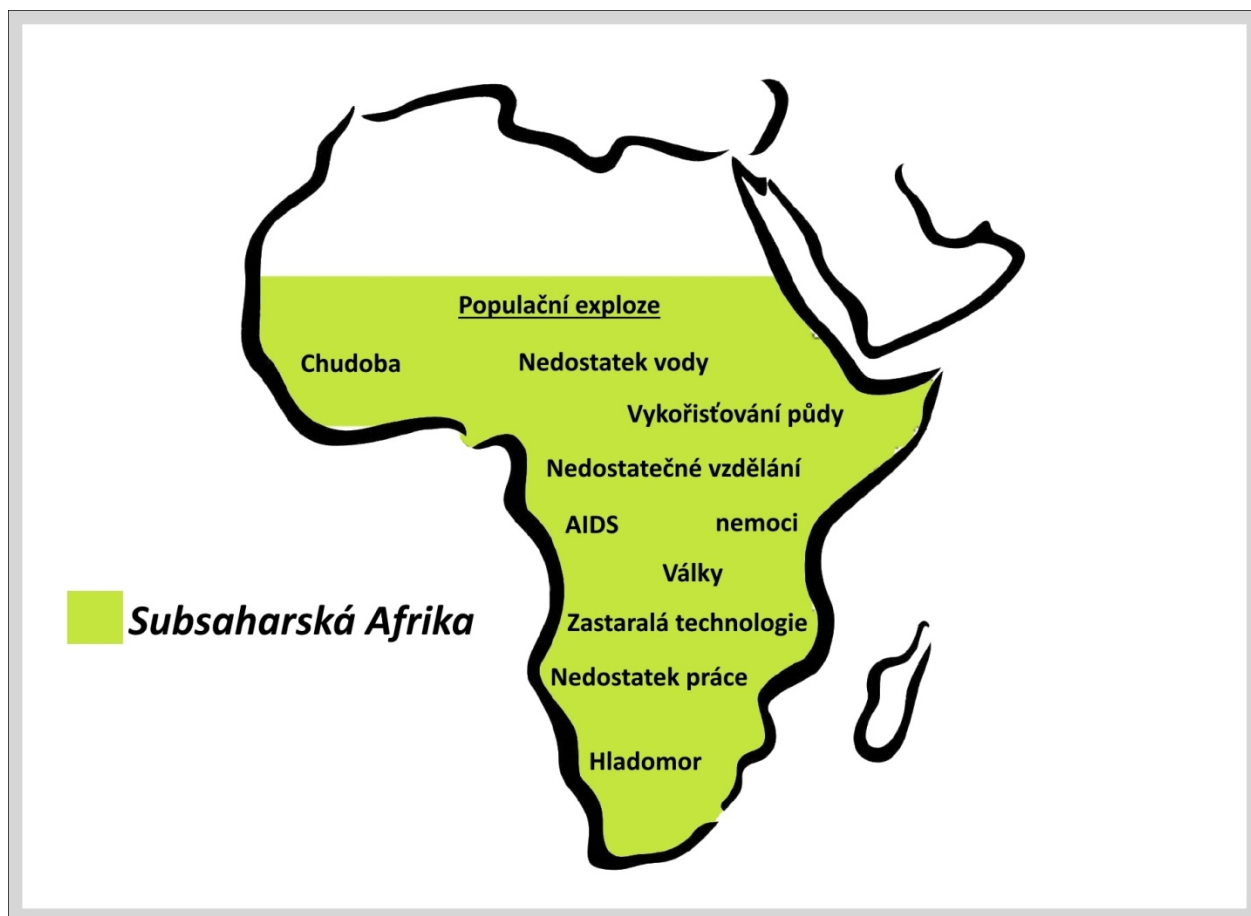 Populační exploze
Chudoba
Nedostatek vody
Vykořisťování půdy
Nedostatečné vzdělání
AIDS
nemoci
Války
Subsaharská Afrika
Zastaralá technologie
Nedostatek práce
Hladomor